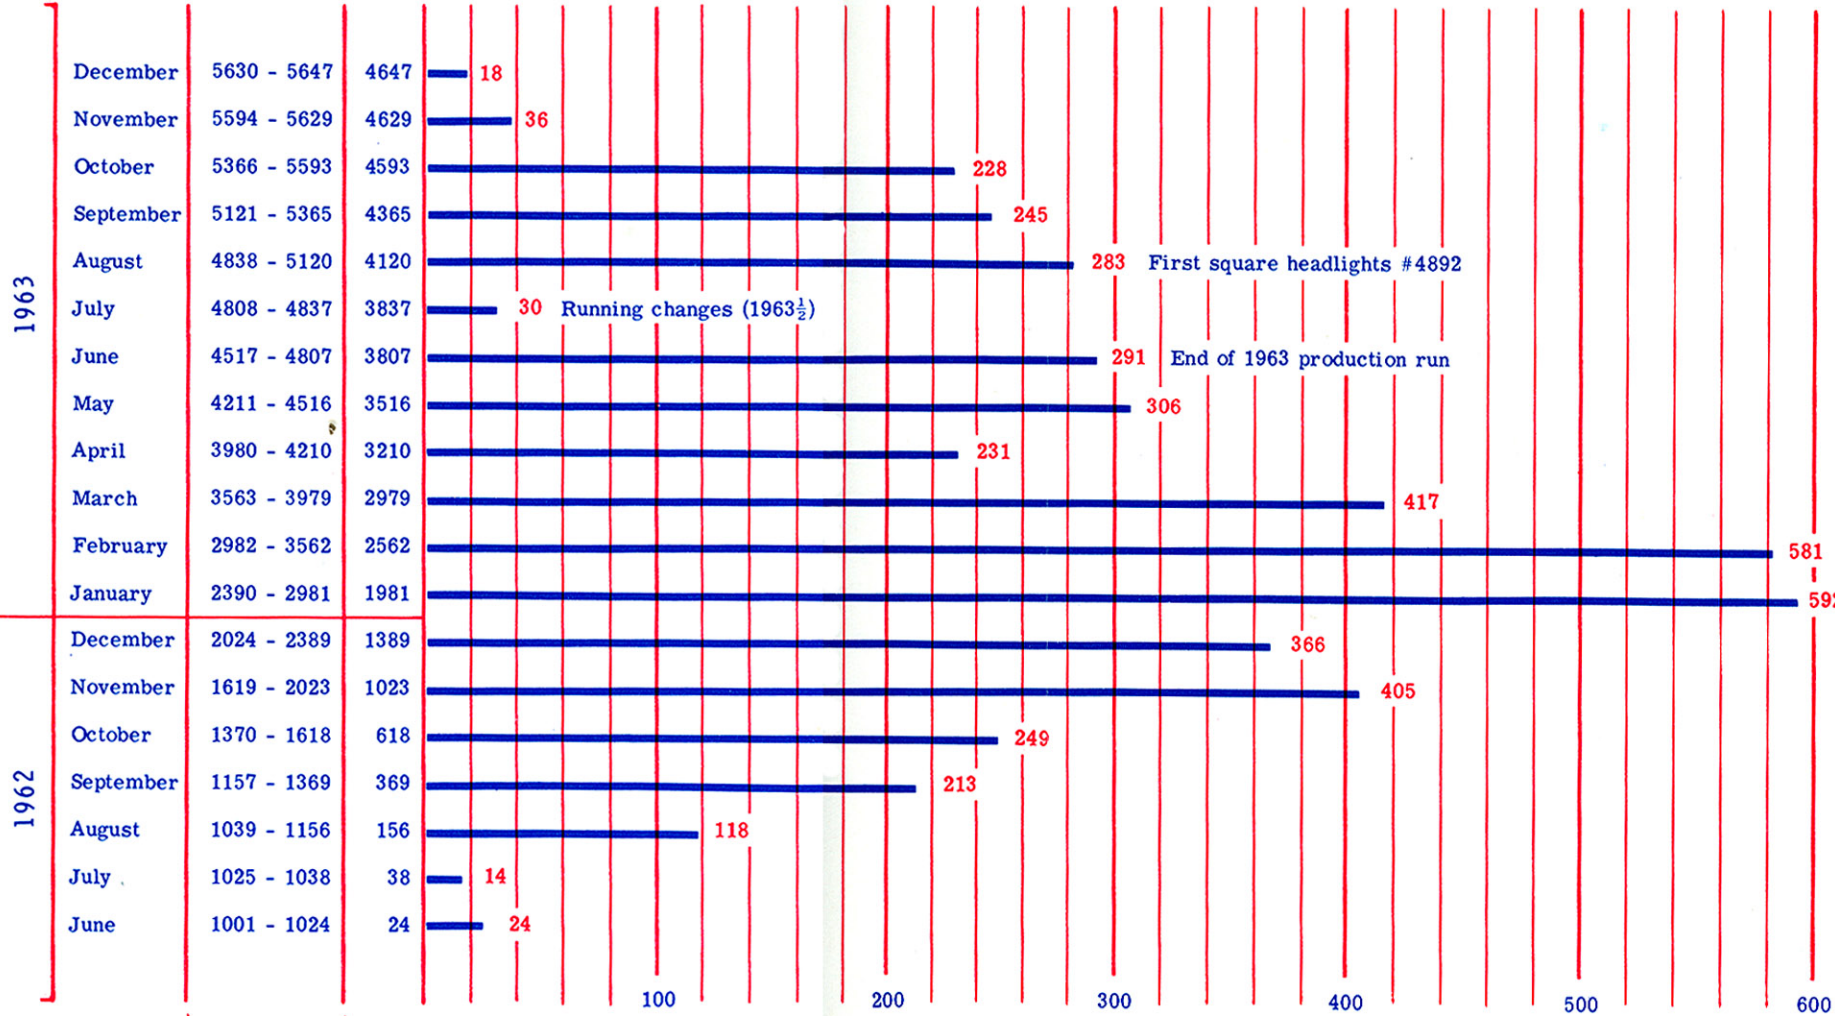 1963
December 5630 - 5647 4647 18
November 5594 - 5629 4629 36
October 5366 - 5593 4593 228
September 5121 - 5365 4365 245
August 4838 - 5120 4120 283 First square headlights #4892
July 4808 - 4837 3837 30 Running changes (1963½)
June 4517 - 4807 3807 291 End of 1963 production run
May 4211 - 4516 3516 306
April 3980 - 4210 3210 231
March 3563 - 3979 2979 417
February 2982 - 3562 2562 581
January 2390 - 2981 1981 592
1962
December 2024 - 2389 1389 366
November 1619 - 2023 1023 405
October 1370 - 1618 618 249
September 1157 - 1369 369 213
August 1039 - 1156 156 118
July 1025 - 1038 38 14
June 1001 - 1024 24 24
100 200 300 400 500 600